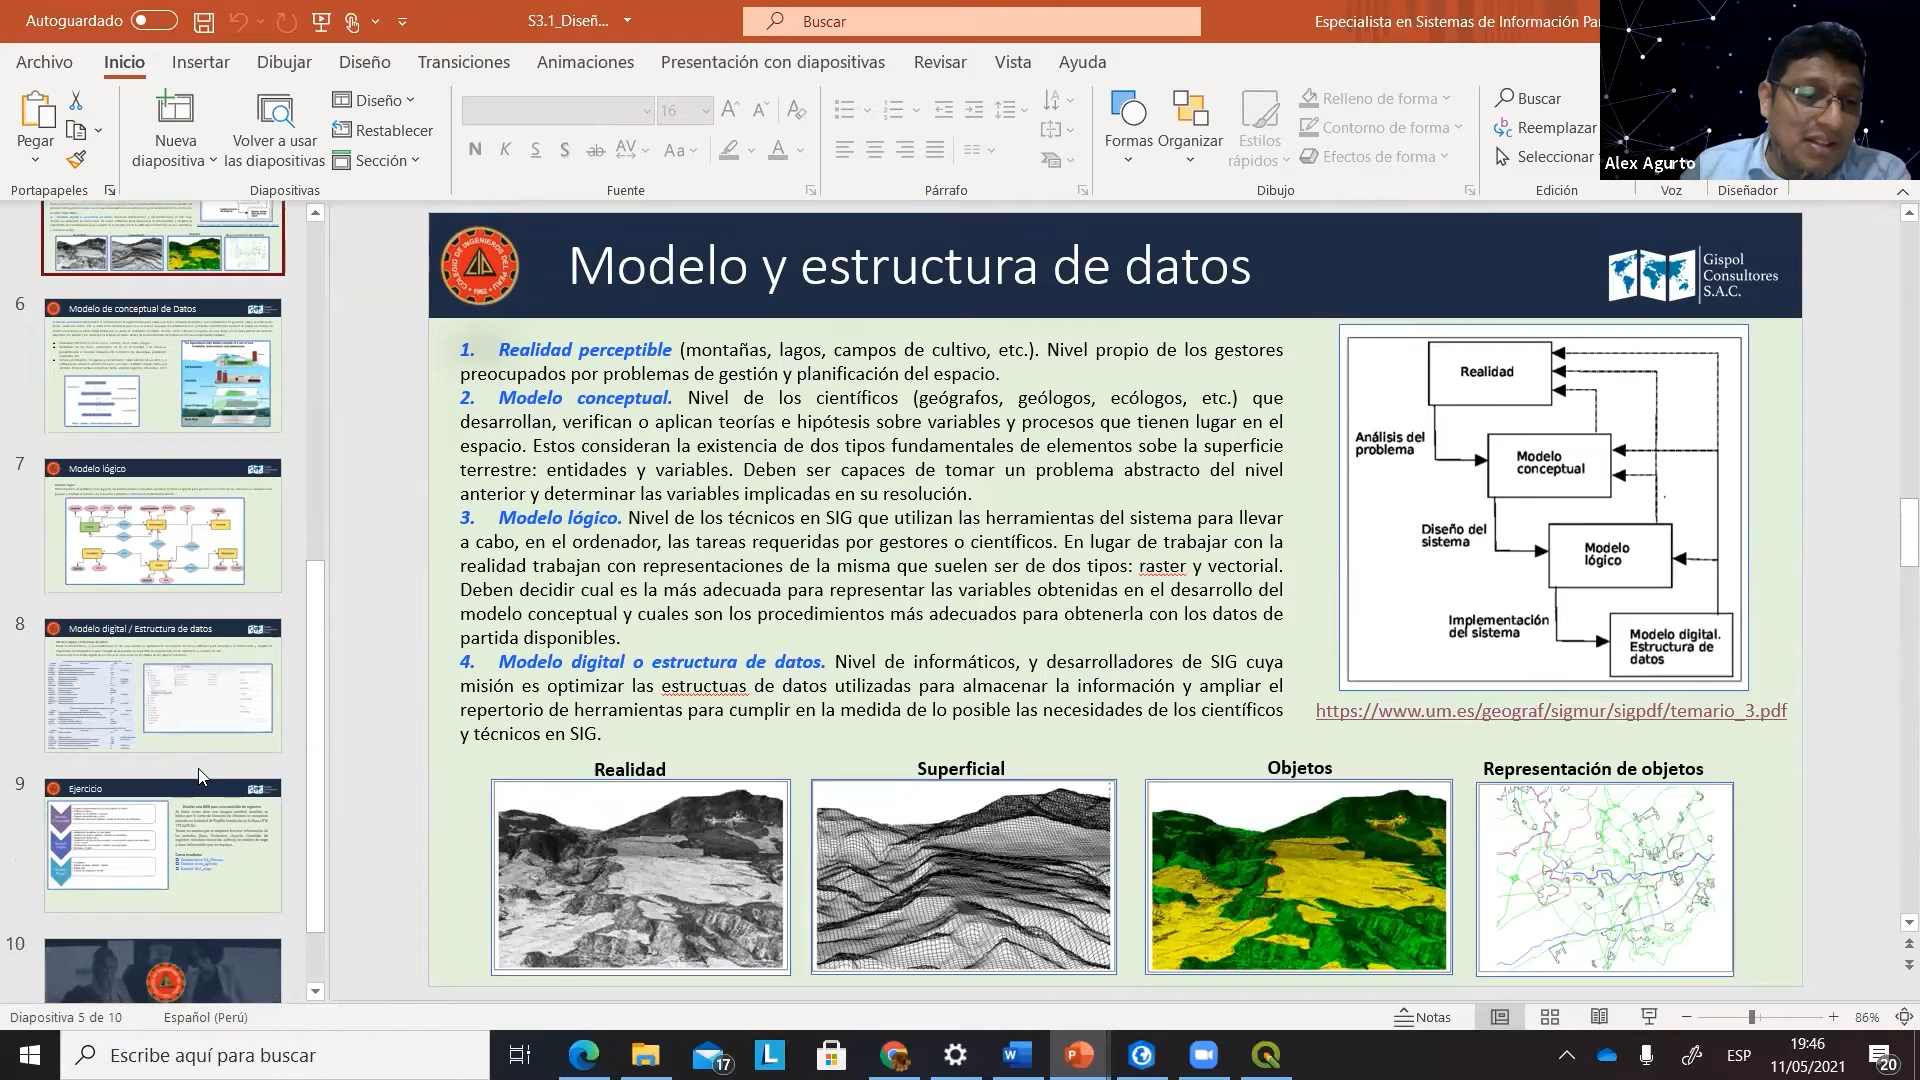 Autoguardado
S3.1_Diseñ...
Buscar
Especialista en Sistemas de Información Pa
Archivo
Inicio
Insertar
Dibujar
Diseño
Transiciones
Animaciones
Presentación con diapositivas
Revisar
Vista
Ayuda
Pegar
Nueva
diapositiva
Volver a usar
las diapositivas
Diseño
Restablecer
Sección
16
N K S S ab AV Aa A
Formas
Organizar
Estilos
rápidos
Relleno de forma
Contorno de forma
Efectos de forma
Buscar
Reemplazar
Seleccionar
Alex Agurto
Portapapeles
Diapositivas
Fuente
Párrafo
Dibujo
Edición
Voz
Diseñador
6
Modelo de conceptual de Datos
7
Modelo lógico
8
Modelo digital / Estructura de datos
9
Ejercicio
10
COLEGIO DE INGENIEROS DEL PERU
1962
Modelo y estructura de datos
Gispol
Consultores
S.A.C.
1. Realidad perceptible (montañas, lagos, campos de cultivo, etc.). Nivel propio de los gestores
preocupados por problemas de gestión y planificación del espacio.
2. Modelo conceptual. Nivel de los científicos (geógrafos, geólogos, ecólogos, etc.) que
desarrollan, verifican o aplican teorías e hipótesis sobre variables y procesos que tienen lugar en el
espacio. Estos consideran la existencia de dos tipos fundamentales de elementos sobe la superficie
terrestre: entidades y variables. Deben ser capaces de tomar un problema abstracto del nivel
anterior y determinar las variables implicadas en su resolución.
3. Modelo lógico. Nivel de los técnicos en SIG que utilizan las herramientas del sistema para llevar
a cabo, en el ordenador, las tareas requeridas por gestores o científicos. En lugar de trabajar con la
realidad trabajan con representaciones de la misma que suelen ser de dos tipos: raster y vectorial.
Deben decidir cual es la más adecuada para representar las variables obtenidas en el desarrollo del
modelo conceptual y cuales son los procedimientos más adecuados para obtenerla con los datos de
partida disponibles.
4. Modelo digital o estructura de datos. Nivel de informáticos, y desarrolladores de SIG cuya
misión es optimizar las estructuas de datos utilizadas para almacenar la información y ampliar el
repertorio de herramientas para cumplir en la medida de lo posible las necesidades de los científicos
y técnicos en SIG.
Realidad
Análisis del
problema
Modelo
conceptual
Diseño del
sistema
Modelo
lógico
Implementación
del sistema
Modelo digital.
Estructura de
datos
https://www.um.es/geograf/sigmur/sigpdf/temario_3.pdf
Realidad
Superficial
Objetos
Representación de objetos
Diapositiva 5 de 10
Español (Perú)
Notas
86%
Escribe aquí para buscar
17
ESP
19:46
11/05/2021
20